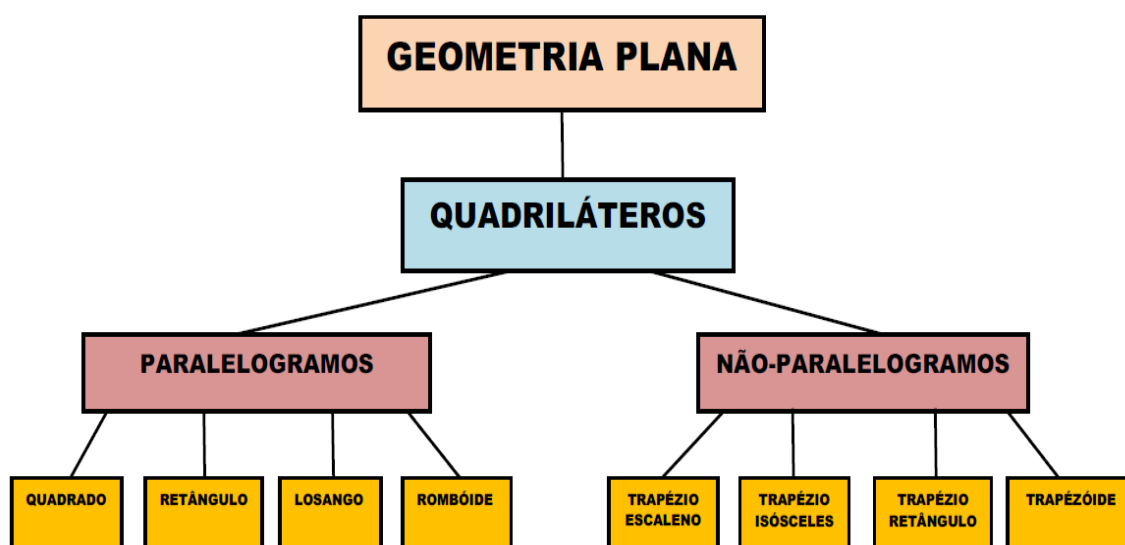 GEOMETRIA PLANA
QUADRILÁTEROS
PARALELOGRAMOS
NÃO-PARALELOGRAMOS
QUADRADO
RETÂNGULO
LOSANGO
ROMBÓIDE
TRAPÉZIO
ESCALENO
TRAPÉZIO
ISÓSCELES
TRAPÉZIO
RETÂNGULO
TRAPÉZÓIDE